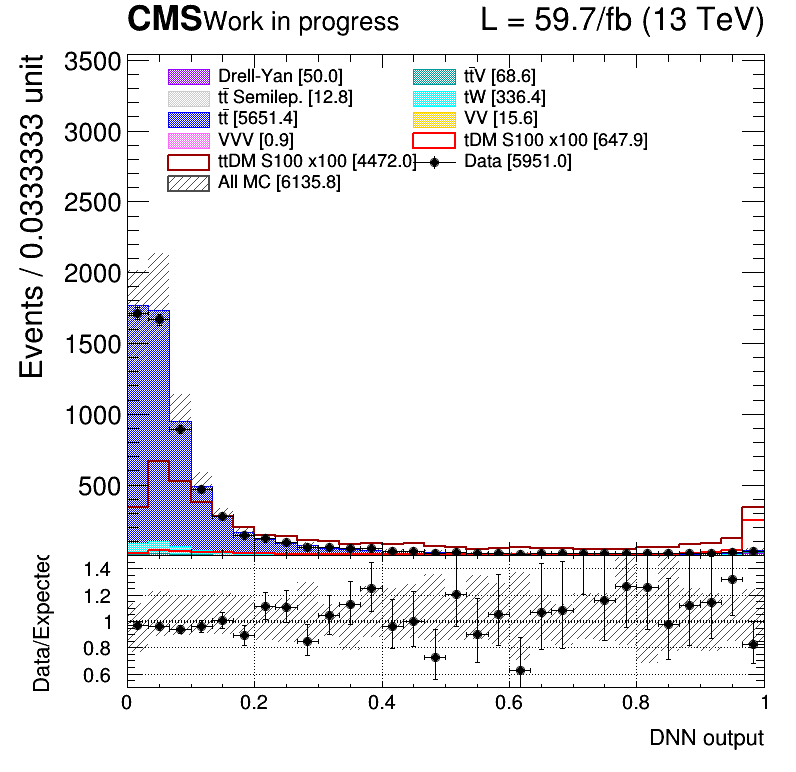 CMS Work in progress L = 59.7/fb (13 TeV)
Events / 0.0333333 unit
3500
3000
2500
2000
1500
1000
500
Drell-Yan [50.0]
tt̄ Semilep. [12.8]
tt̄ [5651.4]
VVV [0.9]
ttDM S100 x100 [4472.0]
All MC [6135.8]
tt̄V [68.6]
tW [336.4]
VV [15.6]
tDM S100 x100 [647.9]
Data [5951.0]
Data/Expected
1.4
1.2
1
0.8
0.6
0 0.2 0.4 0.6 0.8 1
DNN output